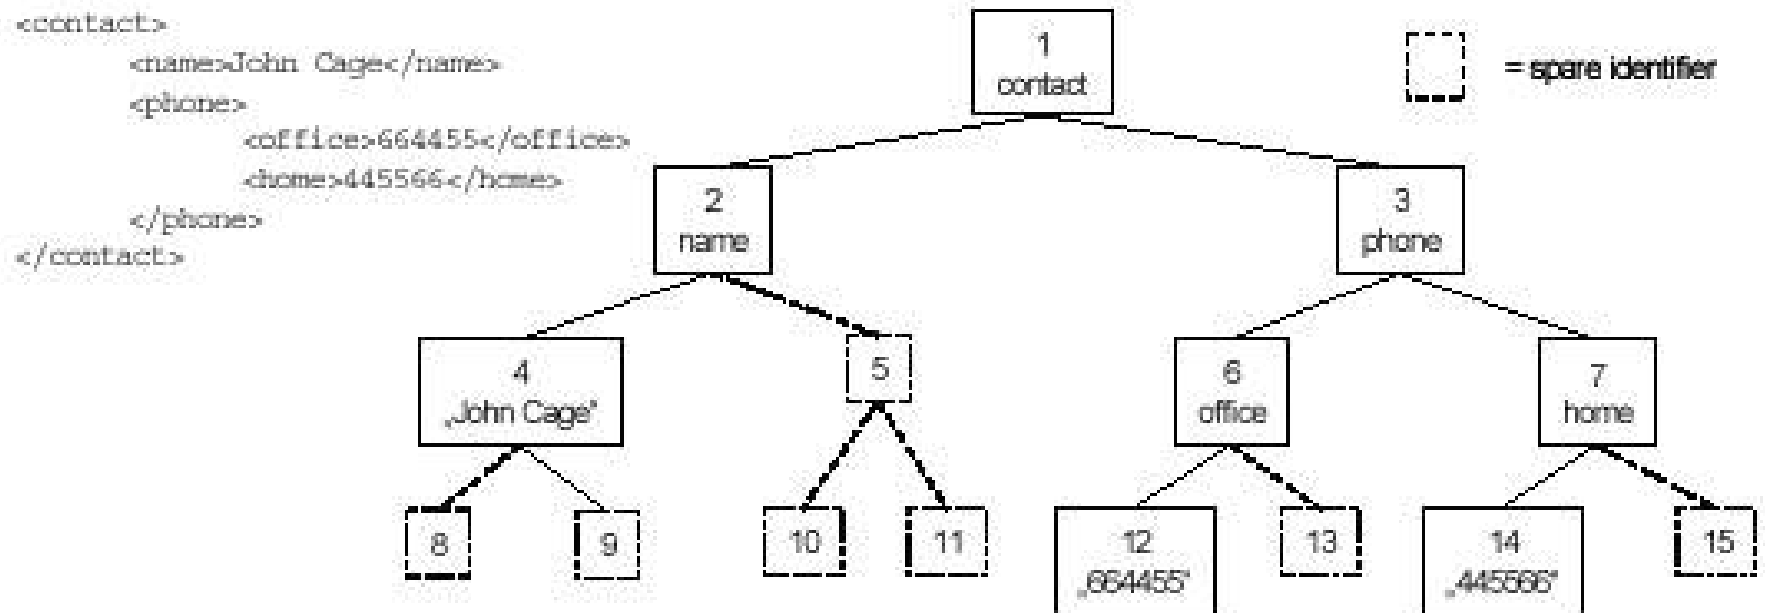 <contact>
<name>John Cage</name>
<phone>
<office>664455</office>
<home>445566</home>
</phone>
</contact>
1
contact
= spare identifier
2
name
3
phone
4
„John Cage"
5
6
office
7
home
8
9
10
11
12
„664455"
13
14
„445566"
15